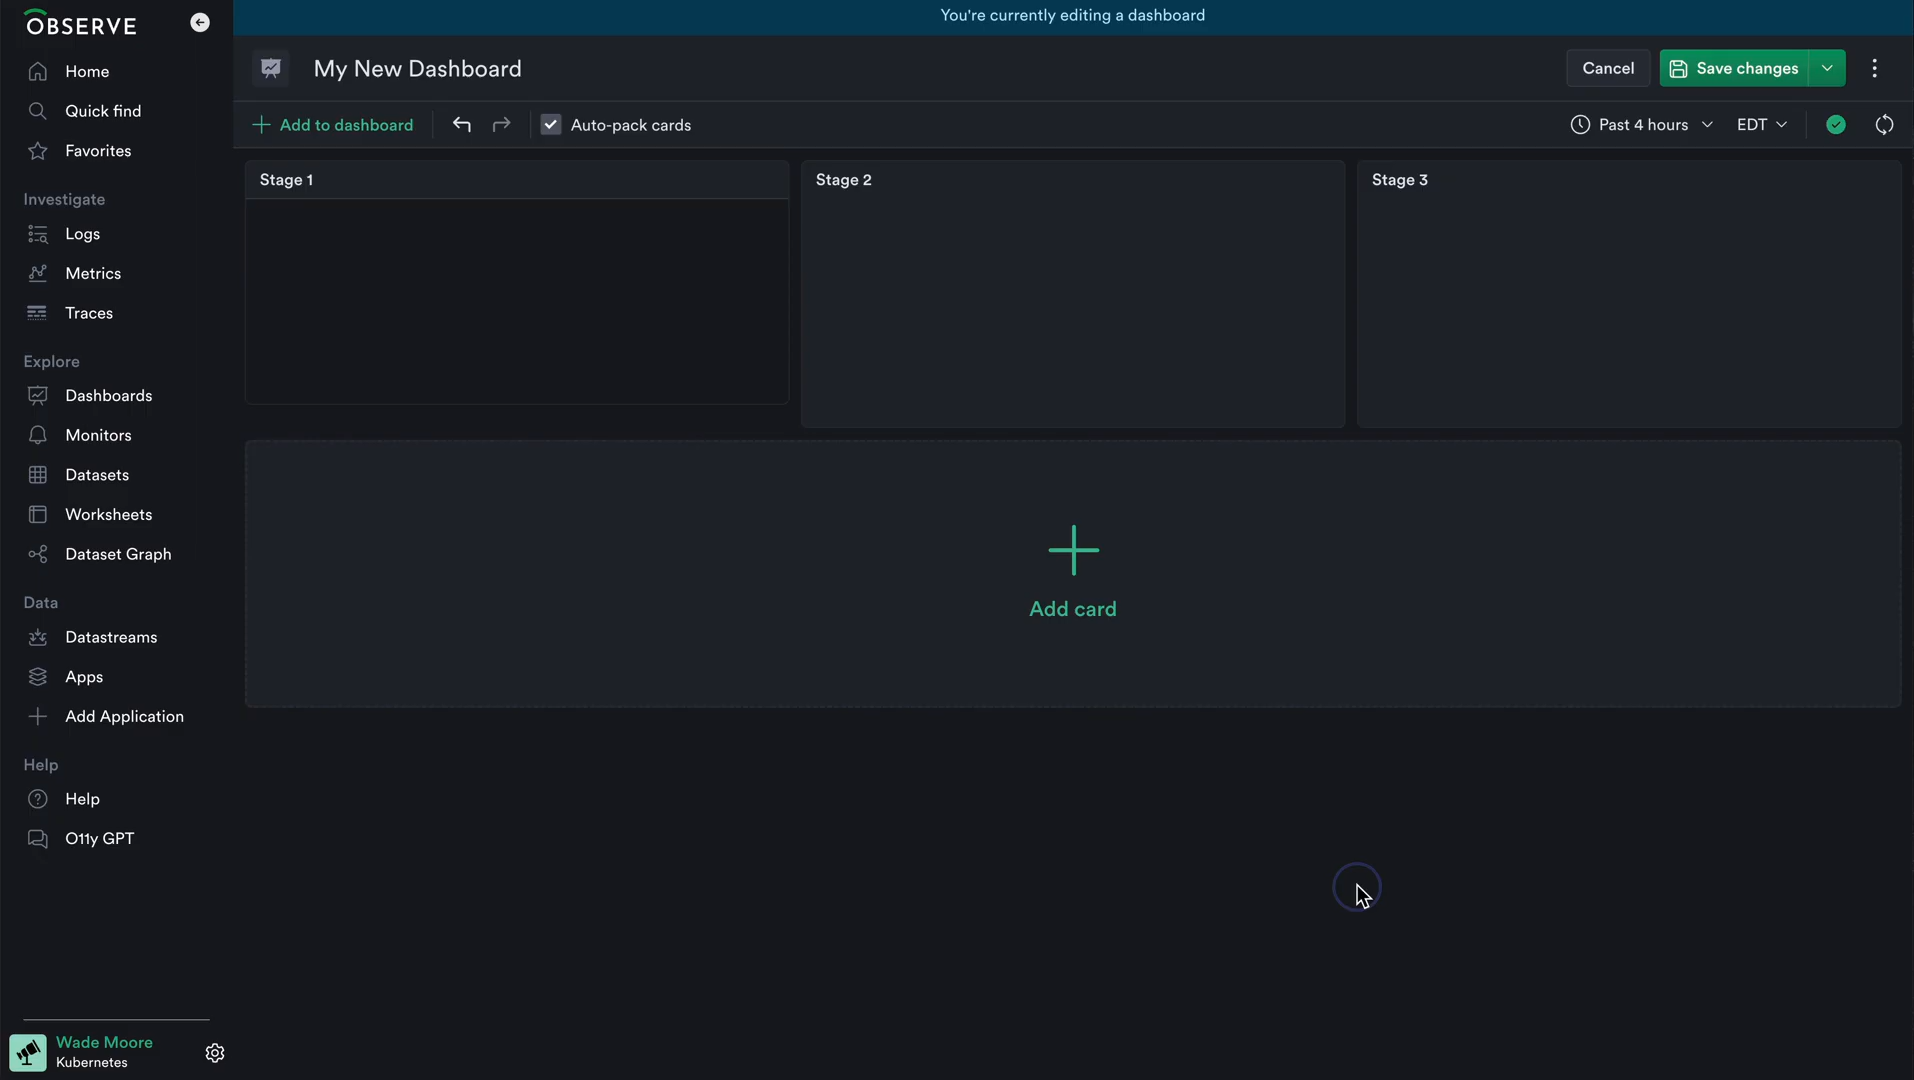 OBSERVE
Home
Quick find
Favorites
Investigate
Logs
Metrics
Traces
Explore
Dashboards
Monitors
Datasets
Worksheets
Dataset Graph
Data
Datastreams
Apps
Add Application
Help
Help
O11y GPT
Wade Moore
Kubernetes
You're currently editing a dashboard
My New Dashboard
Cancel
Save changes
Add to dashboard
Auto-pack cards
Past 4 hours
EDT
Stage 1
Stage 2
Stage 3
Add card